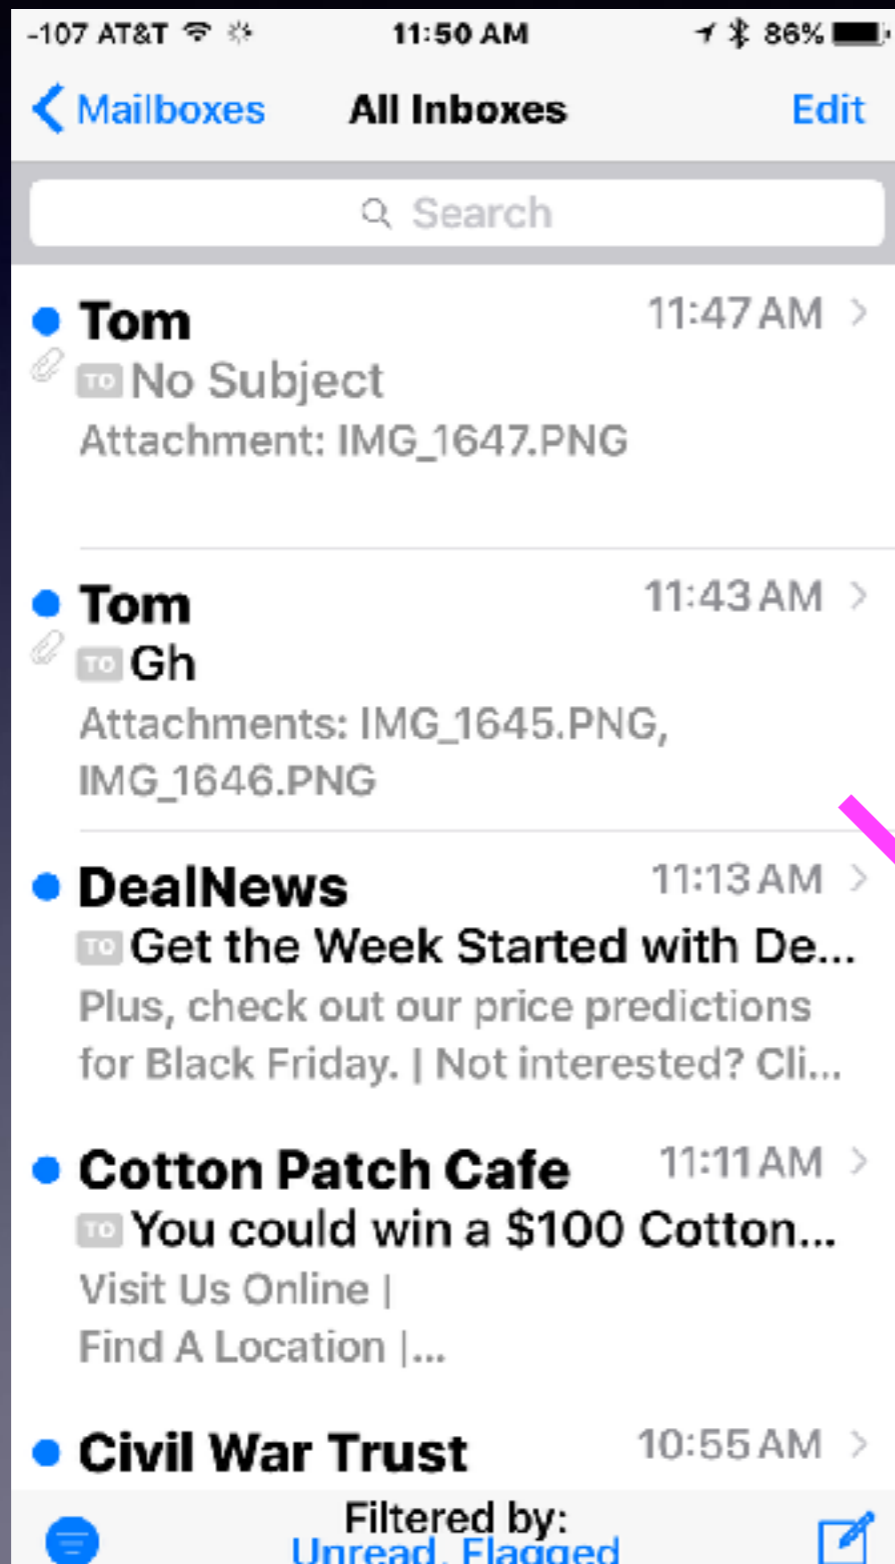 -107 AT&T 11:50 AM 86%
Mailboxes All Inboxes Edit
Search
Tom 11:47 AM
TO No Subject
Attachment: IMG_1647.PNG
Tom 11:43 AM
TO Gh
Attachments: IMG_1645.PNG,
IMG_1646.PNG
DealNews 11:13 AM
TO Get the Week Started with De...
Plus, check out our price predictions
for Black Friday. | Not interested? Cli...
Cotton Patch Cafe 11:11 AM
TO You could win a $100 Cotton...
Visit Us Online |
Find A Location |...
Civil War Trust 10:55 AM
Filtered by:
Unread, Flagged